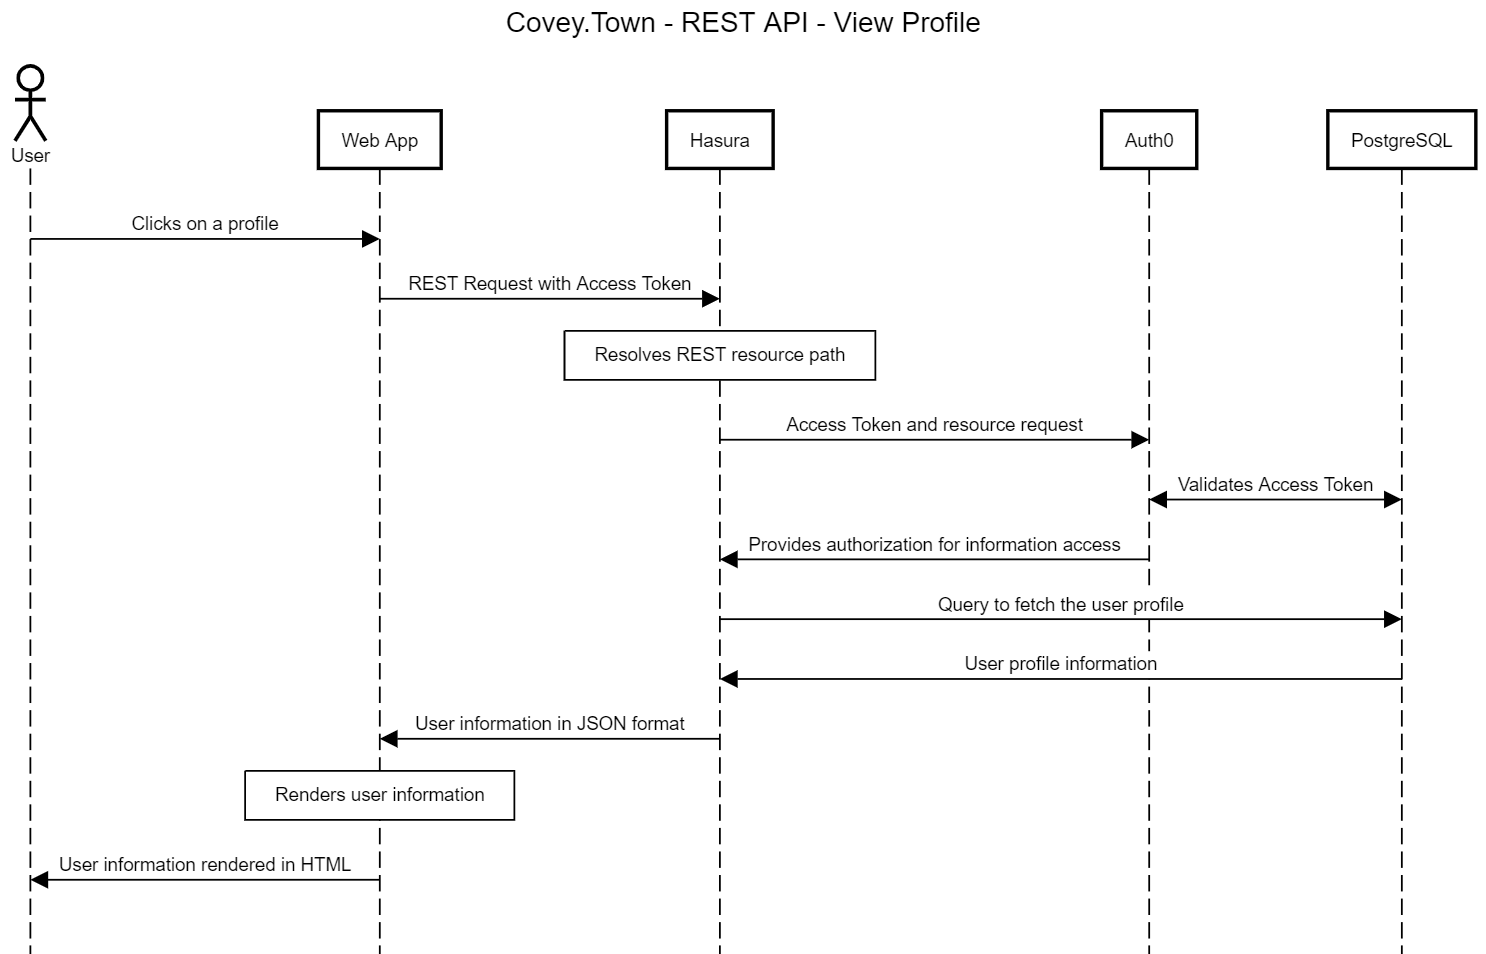 Covey.Town - REST API - View Profile
User
Web App
Hasura
Auth0
PostgreSQL
Clicks on a profile
REST Request with Access Token
Resolves REST resource path
Access Token and resource request
Validates Access Token
Provides authorization for information access
Query to fetch the user profile
User profile information
User information in JSON format
Renders user information
User information rendered in HTML